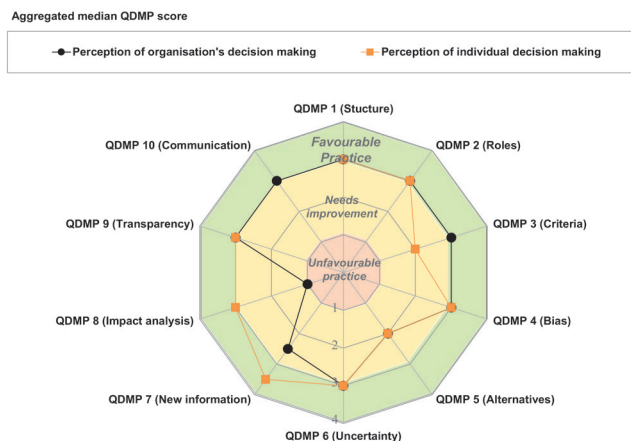 Aggregated median QDMP score
Perception of organisation's decision making
Perception of individual decision making
QDMP 1 (Stucture)
QDMP 10 (Communication)
QDMP 2 (Roles)
Favourable
Practice
Needs
improvement
QDMP 9 (Transparency)
QDMP 3 (Criteria)
Unfavourable
practice
QDMP 8 (Impact analysis)
1
QDMP 4 (Bias)
2
QDMP 7 (New information)
3
QDMP 5 (Alternatives)
4
QDMP 6 (Uncertainty)